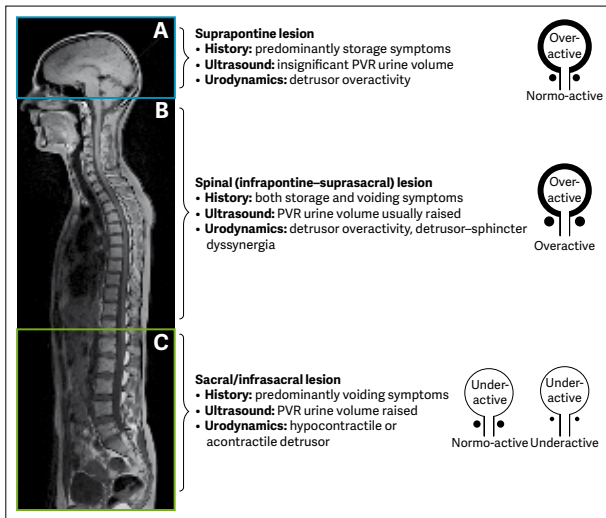 A
Suprapontine lesion
• History: predominantly storage symptoms
• Ultrasound: insignificant PVR urine volume
• Urodynamics: detrusor overactivity
Over-
active
Normo-active
B
Spinal (infrapontine–suprasacral) lesion
• History: both storage and voiding symptoms
• Ultrasound: PVR urine volume usually raised
• Urodynamics: detrusor overactivity, detrusor–sphincter
dyssynergia
Over-
active
Overactive
C
Sacral/infrasacral lesion
• History: predominantly voiding symptoms
• Ultrasound: PVR urine volume raised
• Urodynamics: hypocontractile or
acontractile detrusor
Under-
active
Normo-active
Under-
active
Underactive